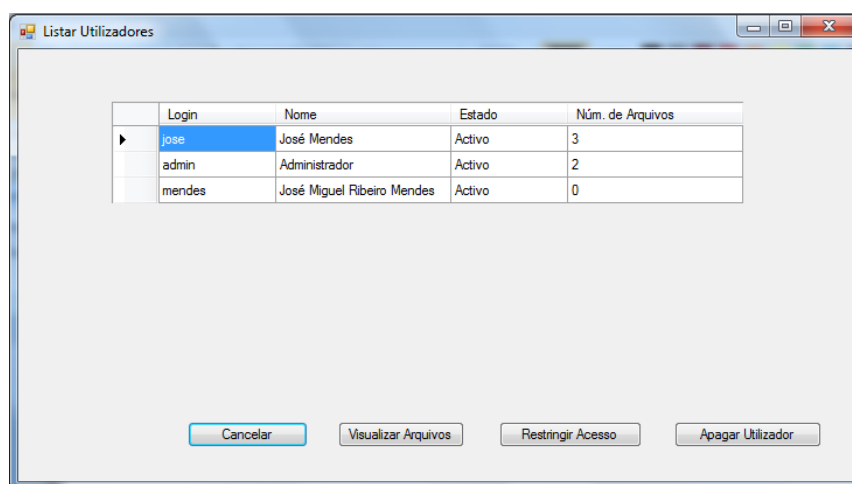 Listar Utilizadores
Login Nome Estado Núm. de Arquivos
jose José Mendes Activo 3
admin Administrador Activo 2
mendes José Miguel Ribeiro Mendes Activo 0
Cancelar Visualizar Arquivos Restringir Acesso Apagar Utilizador